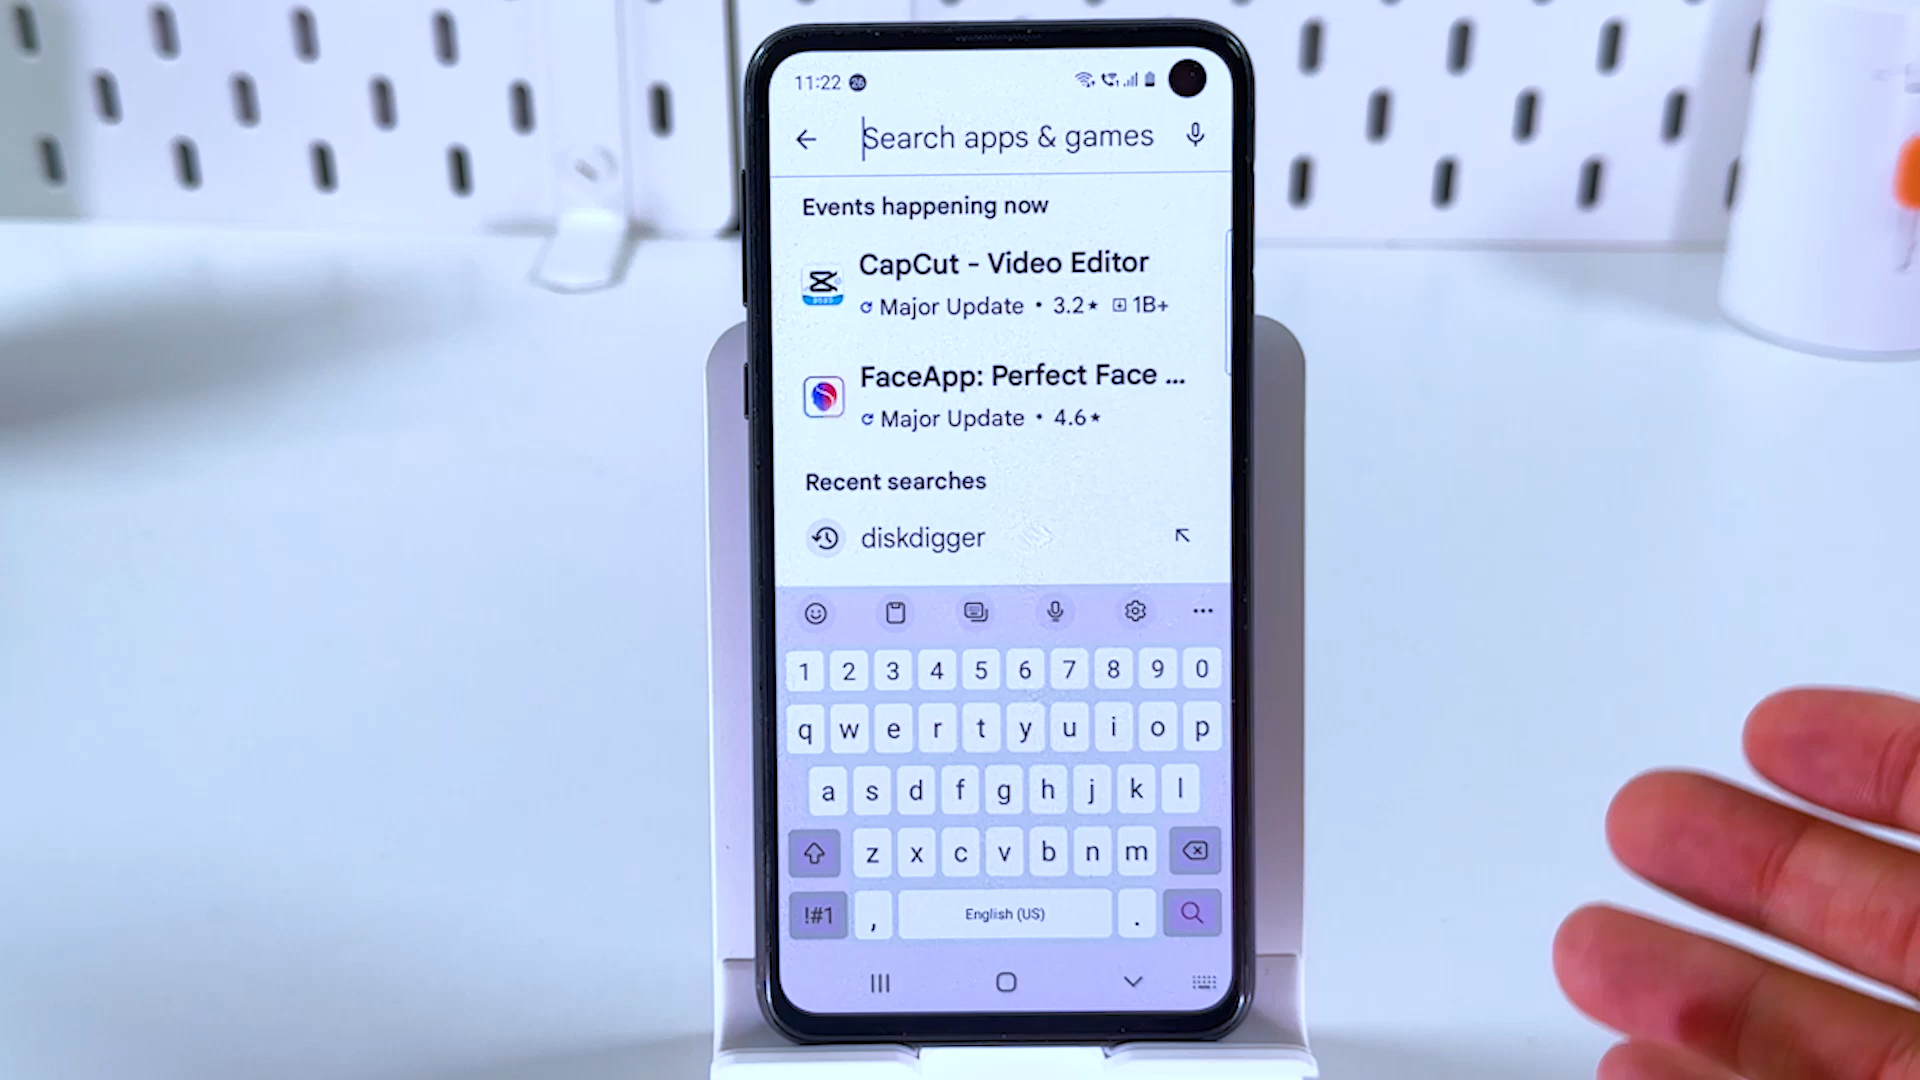 11:22 26
Search apps & games
Events happening now
CapCut - Video Editor
Major Update • 3.2★ 1B+
FaceApp: Perfect Face ...
Major Update • 4.6★
Recent searches
diskdigger
1 2 3 4 5 6 7 8 9 0
q w e r t y u i o p
a s d f g h j k l
z x c v b n m
!#1 , English (US) .